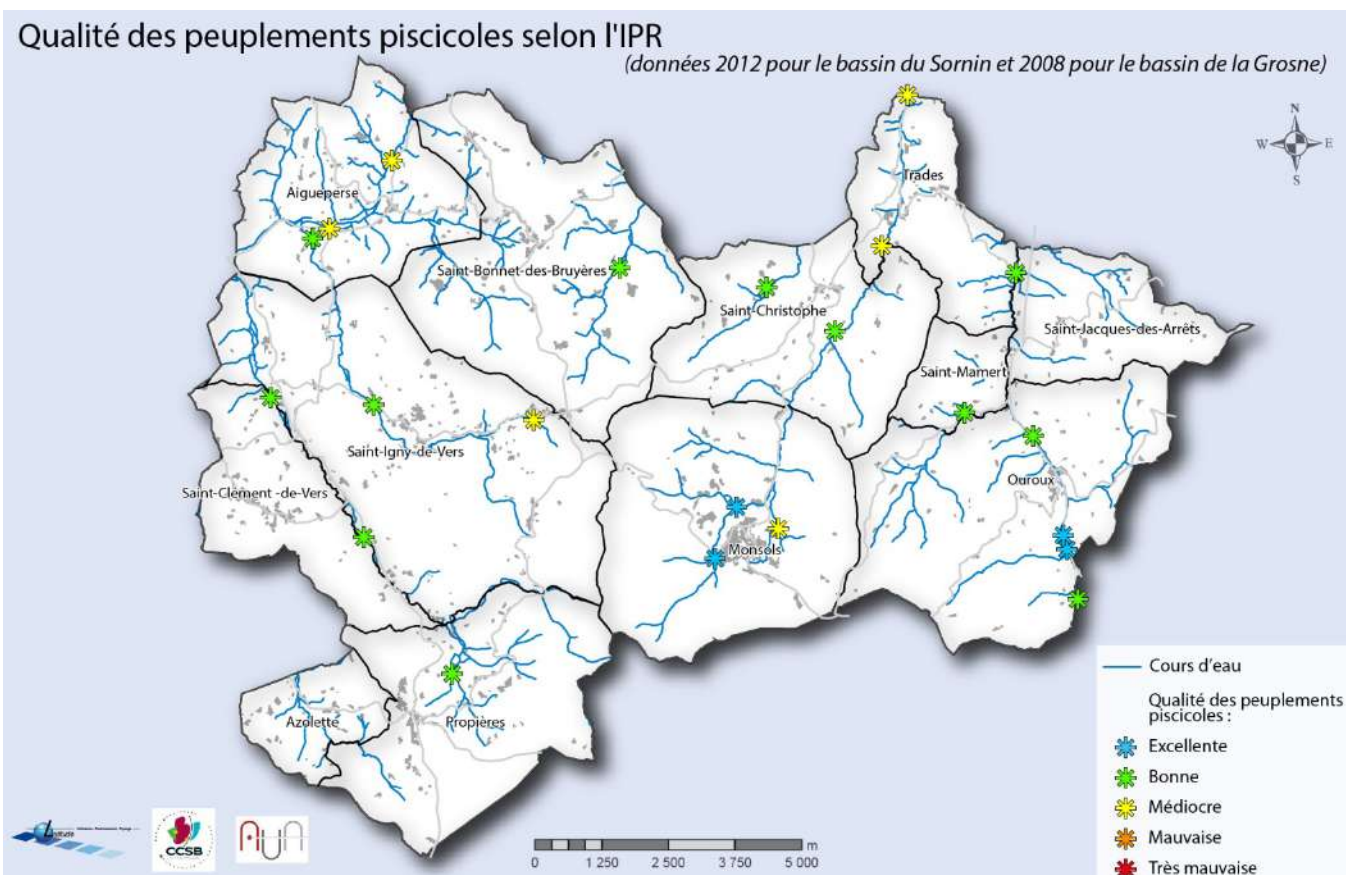 Qualité des peuplements piscicoles selon l'IPR
(données 2012 pour le bassin du Sornin et 2008 pour le bassin de la Grosne)
N
W E
S
Trades
Aigueperse
Saint-Bonnet-des-Bruyères
Saint-Christophe
Saint-Jacques-des-Arrêts
Saint-Mamert
Saint-Igny-de-Vers
Ouroux
Saint-Clément -de-Vers
Monsols
Azolette
Propières
Cours d'eau
Qualité des peuplements
piscicoles :
Excellente
Bonne
Médiocre
Mauvaise
Très mauvaise
CCSB
m
0 1 250 2 500 3 750 5 000